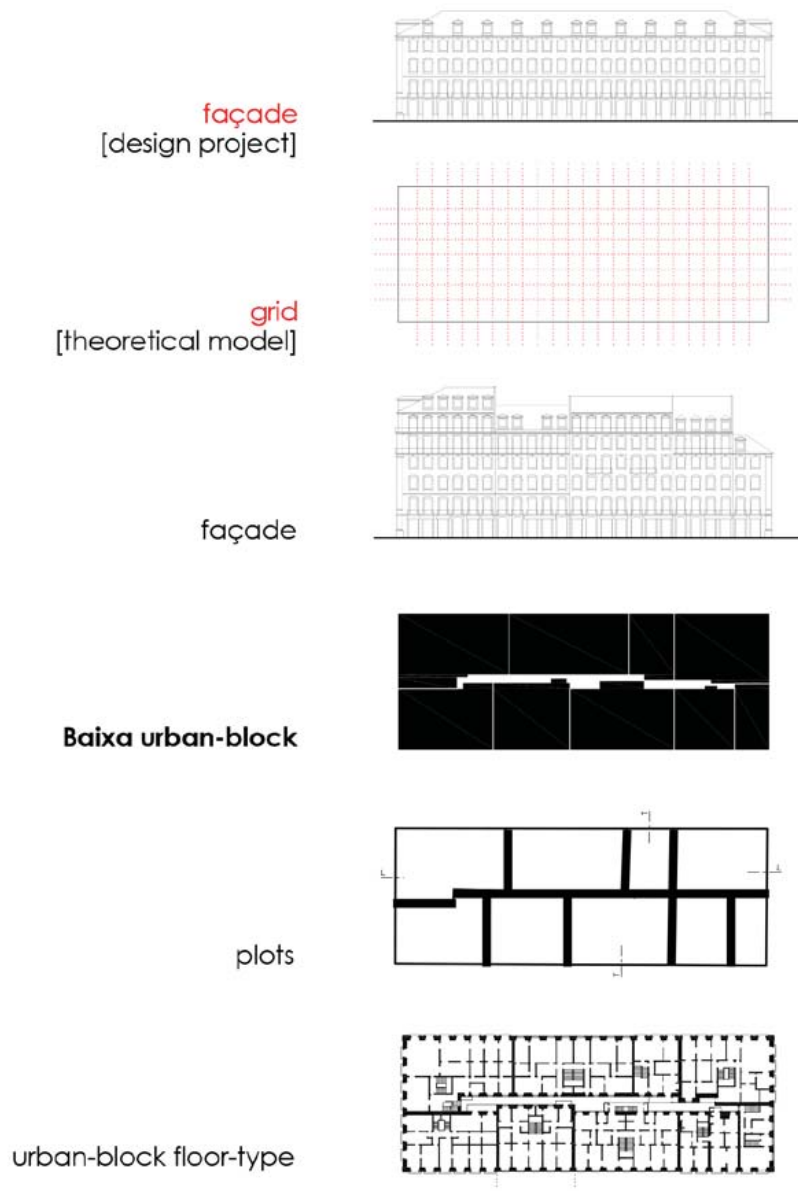 façade
[design project]
grid
[theoretical model]
façade
Baixa urban-block
plots
urban-block floor-type